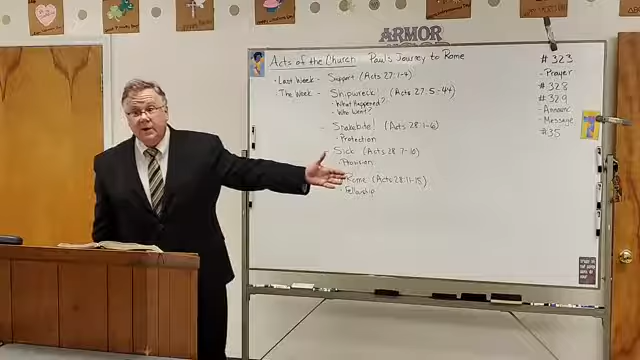 ARMOR
Acts of the Church Paul's Journey to Rome
• Last Week - Support (Acts 27:1-4)
• This Week - Shipwreck (Acts 27:5-44)
• What Happened?
• Who Went?
- Snakebite (Acts 28:1-6)
• Protection
- Sick (Acts 28:7-10)
• Provision
Rome (Acts 28:11-15)
• Fellowship
#323
- Prayer
#328
#329
- Announc.
- Message
#35